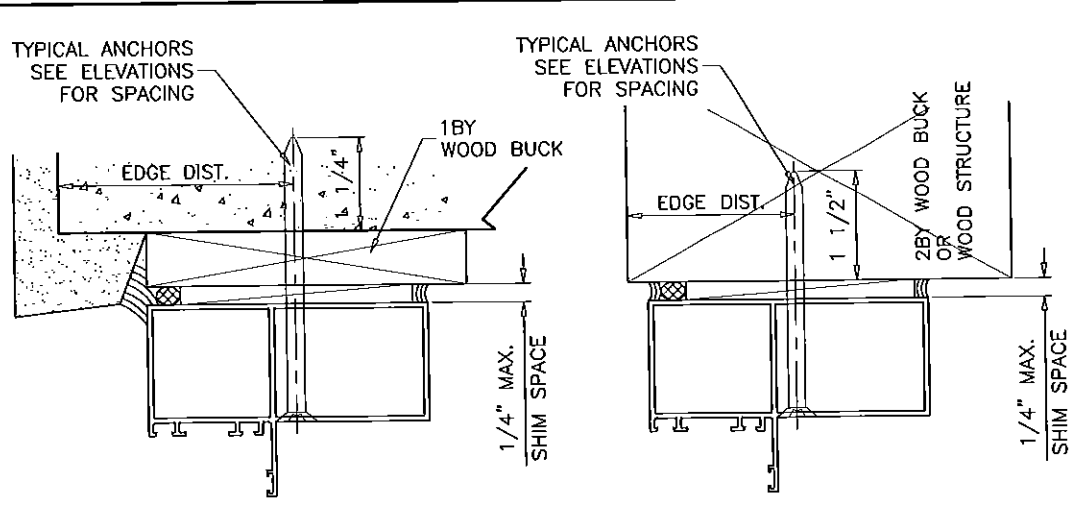 TYPICAL ANCHORS
SEE ELEVATIONS
FOR SPACING
EDGE DIST.
1 1/4"
1BY
WOOD BUCK
1/4" MAX.
SHIM SPACE
TYPICAL ANCHORS
SEE ELEVATIONS
FOR SPACING
EDGE DIST.
1 1/2"
2BY WOOD BUCK
OR
WOOD STRUCTURE
1/4" MAX.
SHIM SPACE